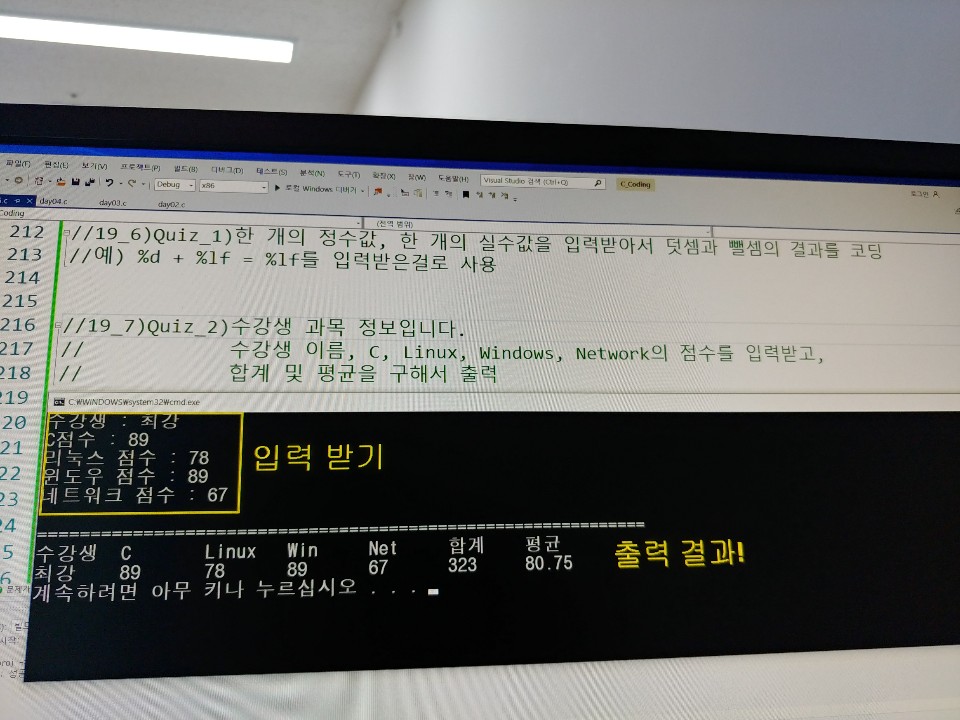 파일(F) 편집(E) 보기(V) 프로젝트(P) 빌드(B) 디버그(D) 테스트(S) 분석(N) 도구(T) 확장(X) 창(W) 도움말(H) Visual Studio 검색 (Ctrl+Q) C_Coding
로그인
Debug x86 로컬 Windows 디버거
day04.c day03.c day02.c
Coding (전역 범위)
212 //19_6)Quiz_1)한 개의 정수값, 한 개의 실수값을 입력받아서 덧셈과 뺄셈의 결과를 코딩
213 //예) %d + %lf = %lf를 입력받은걸로 사용
214
215
216 //19_7)Quiz_2)수강생 과목 정보입니다.
217 // 수강생 이름, C, Linux, Windows, Network의 점수를 입력받고,
218 // 합계 및 평균을 구해서 출력
219
C:\WINDOWS\system32\cmd.exe
수강생 : 최강
C점수 : 89
리눅스 점수 : 78
윈도우 점수 : 89
네트워크 점수 : 67
입력 받기
수강생 C Linux Win Net 합계 평균
최강 89 78 89 67 323 80.75
출력 결과!
계속하려면 아무 키나 누르십시오 . . .